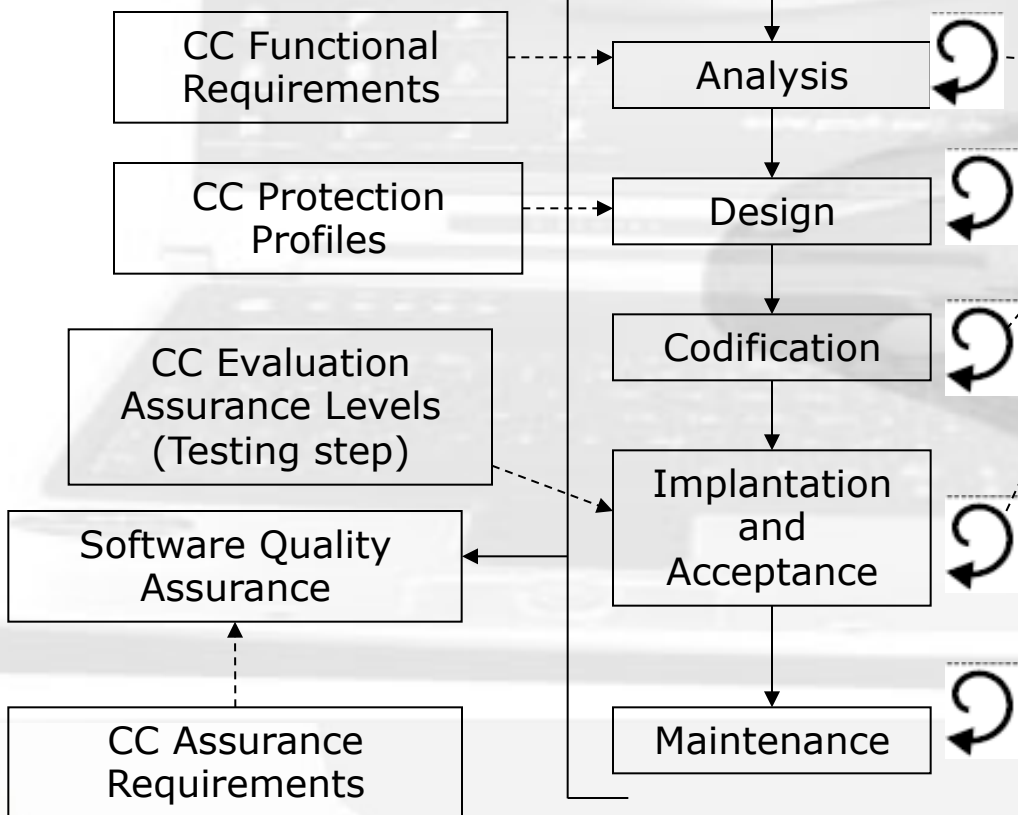 CC Functional
Requirements
Analysis
CC Protection
Profiles
Design
Codification
CC Evaluation
Assurance Levels
(Testing step)
Implantation
and
Acceptance
Software Quality
Assurance
Maintenance
CC Assurance
Requirements